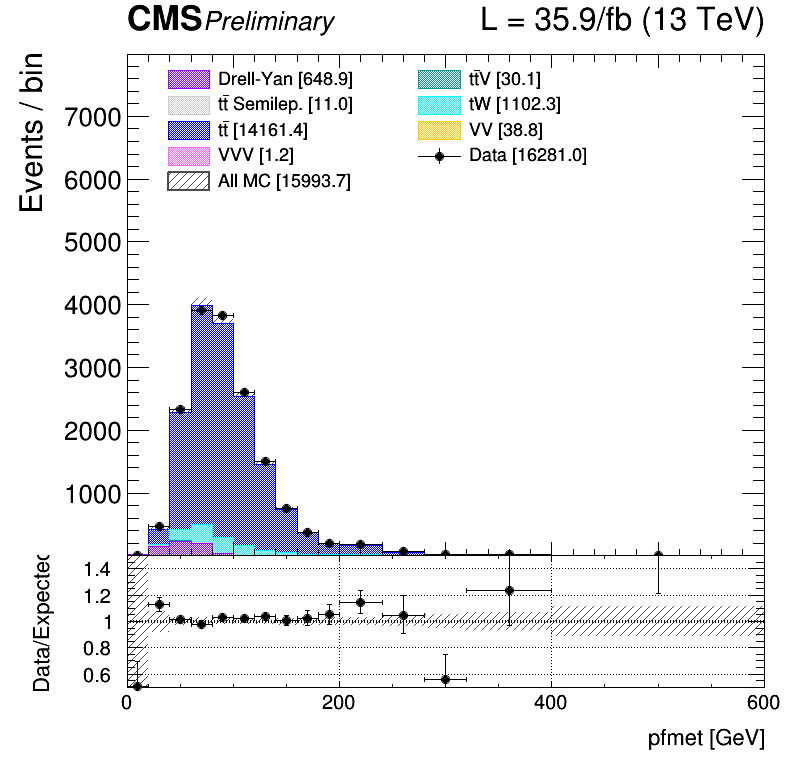 CMS Preliminary L = 35.9/fb (13 TeV)
Events / bin
Drell-Yan [648.9]
tt̄ Semilep. [11.0]
tt̄ [14161.4]
VVV [1.2]
All MC [15993.7]
tt̄V [30.1]
tW [1102.3]
VV [38.8]
Data [16281.0]
7000
6000
5000
4000
3000
2000
1000
Data/Expected
1.4
1.2
1
0.8
0.6
0 200 400 600
pfmet [GeV]